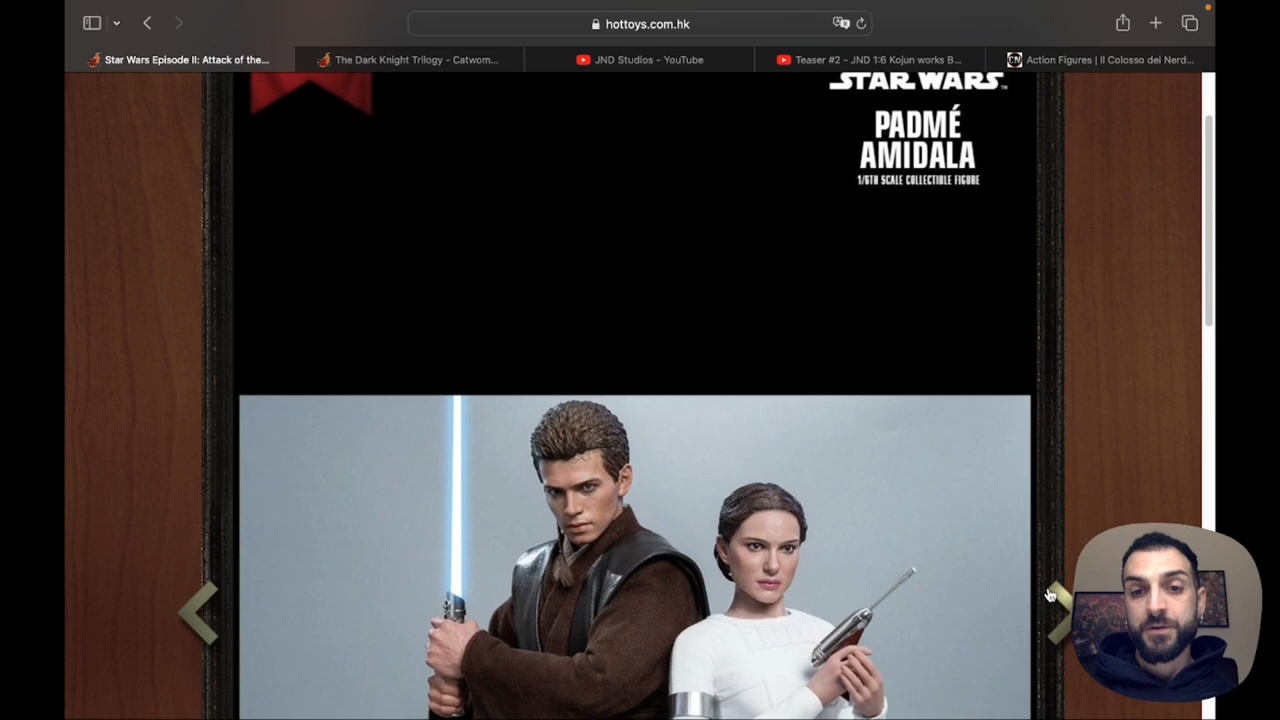 hottoys.com.hk
Star Wars Episode II: Attack of the...
The Dark Knight Trilogy - Catwom...
JND Studios - YouTube
Teaser #2 - JND 1:6 Kojun works B...
CN
Action Figures | Il Colosso dei Nerd...
STAR WARS™
PADMÉ
AMIDALA
1/6TH SCALE COLLECTIBLE FIGURE